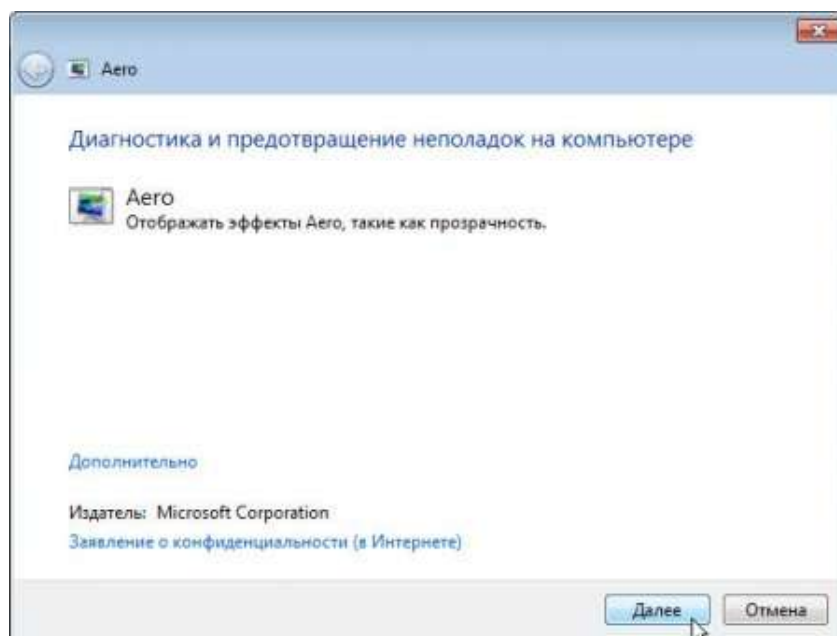 Aero
Диагностика и предотвращение неполадок на компьютере
Aero
Отображать эффекты Aero, такие как прозрачность.
Дополнительно
Издатель: Microsoft Corporation
Заявление о конфиденциальности (в Интернете)
Далее Отмена